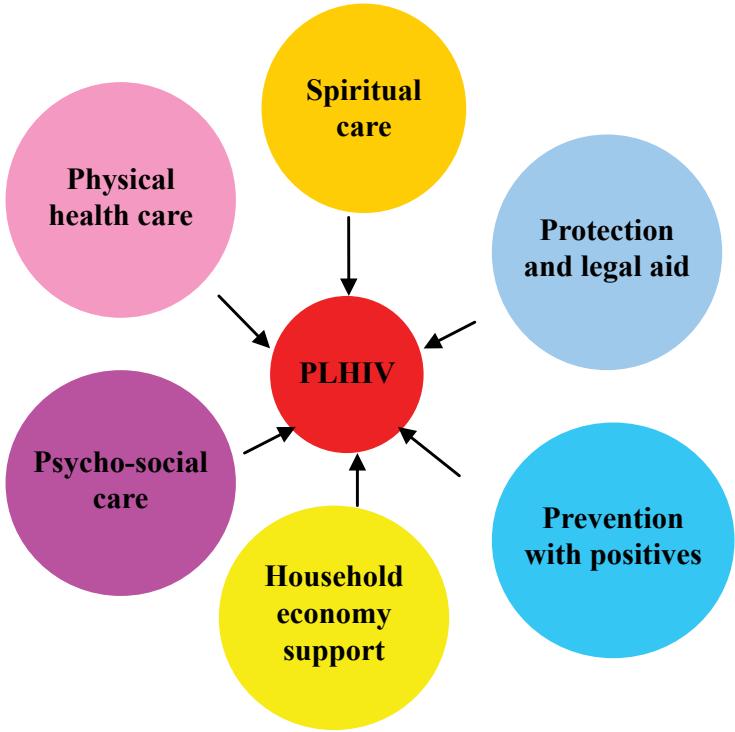 Spiritual
care
Physical
health care
Protection
and legal aid
PLHIV
Psycho-social
care
Prevention
with positives
Household
economy
support